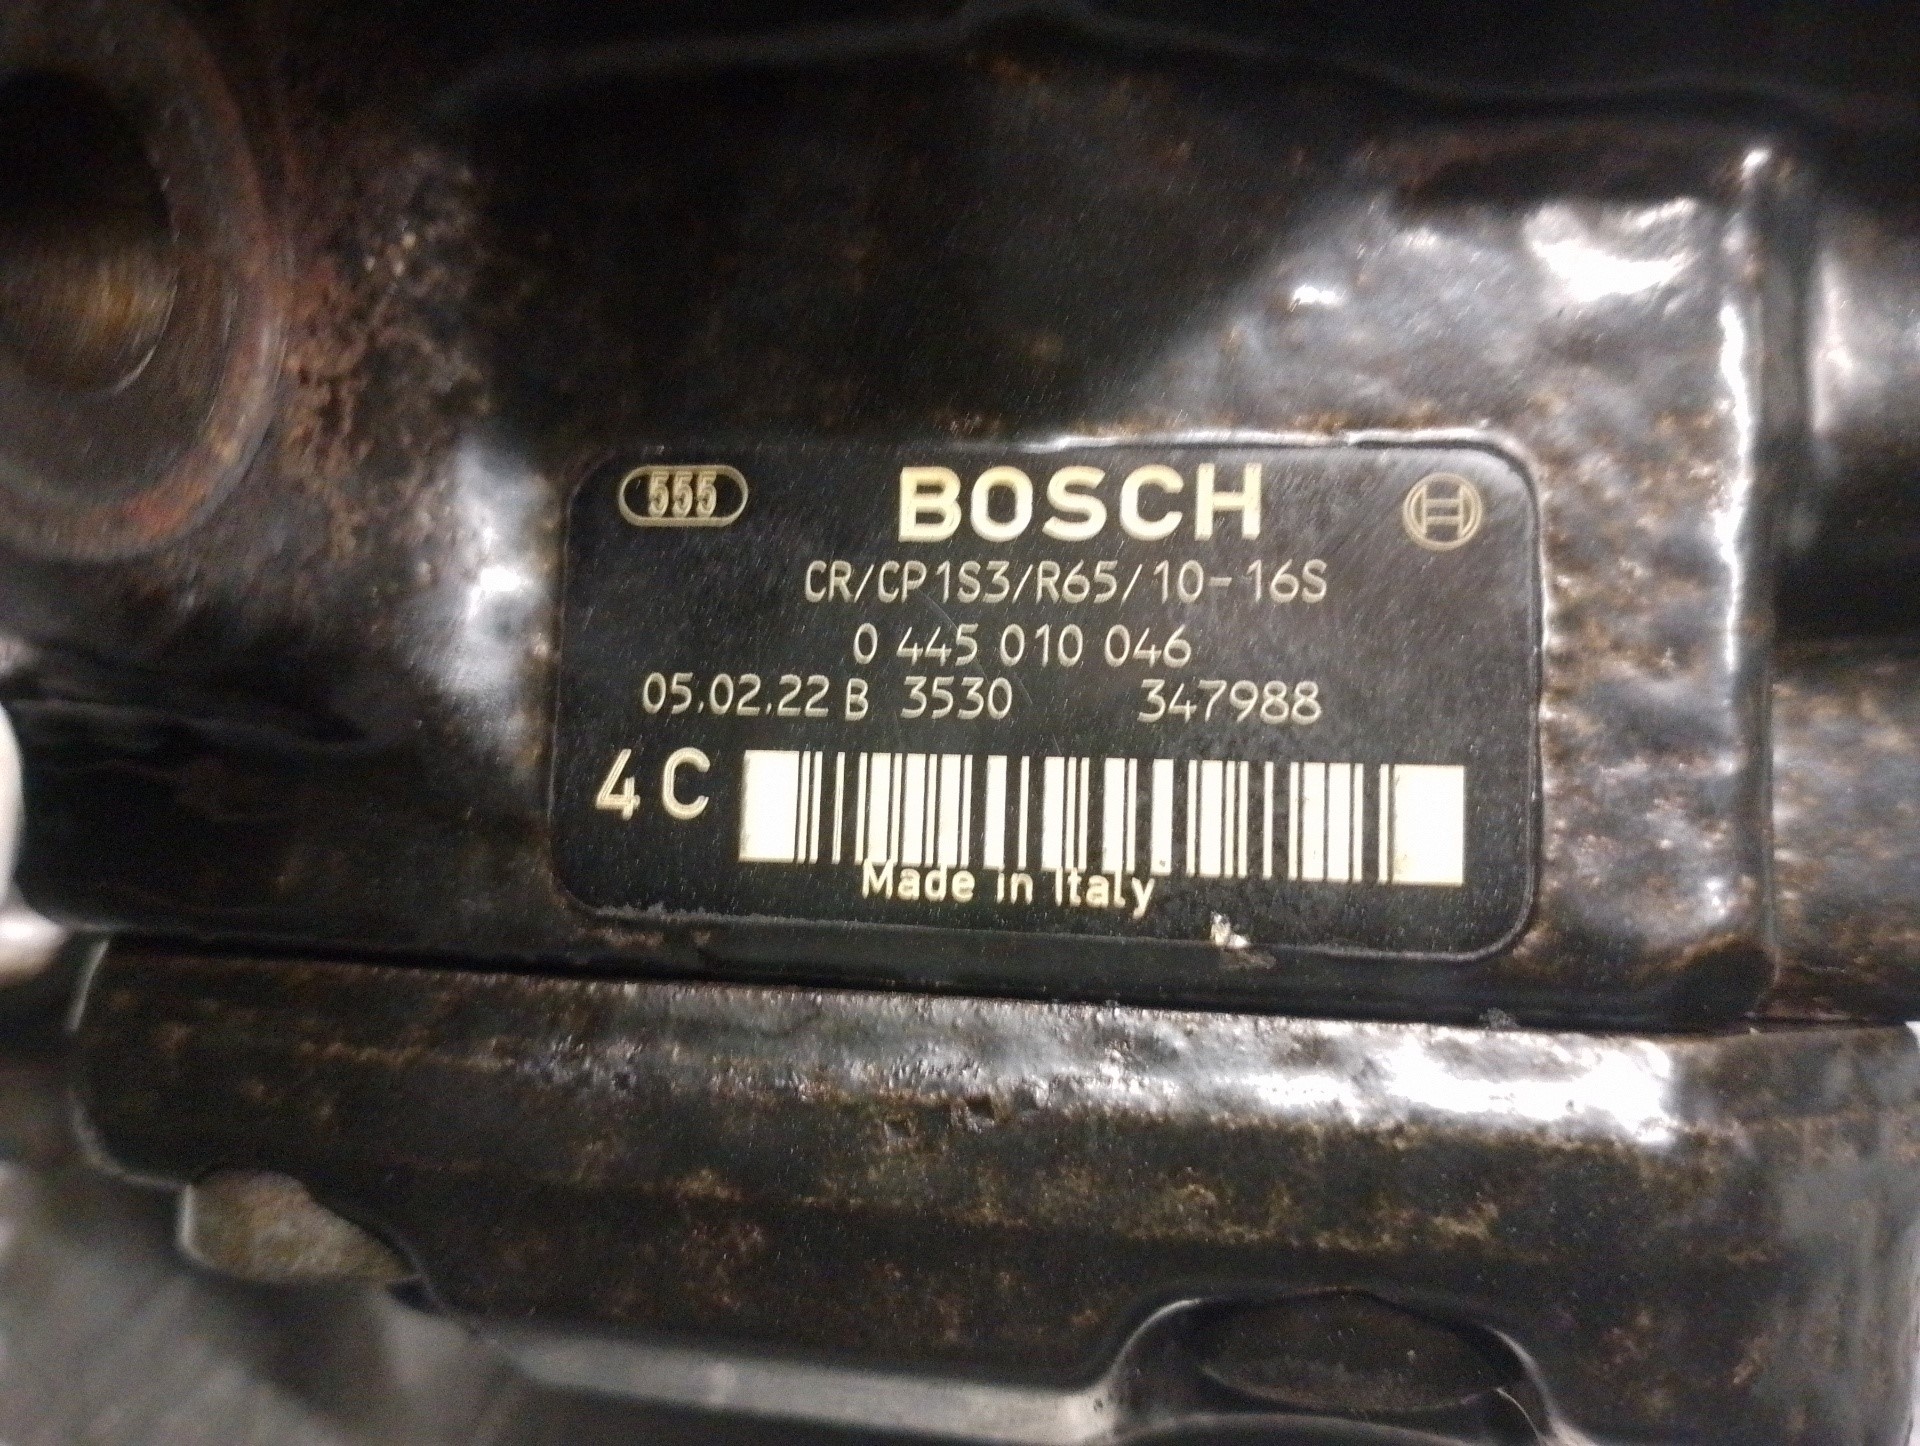 555 BOSCH
CR/CP1S3/R65/10-16S
0 445 010 046
05.02.22 B 3530 347988
4C
Made in Italy